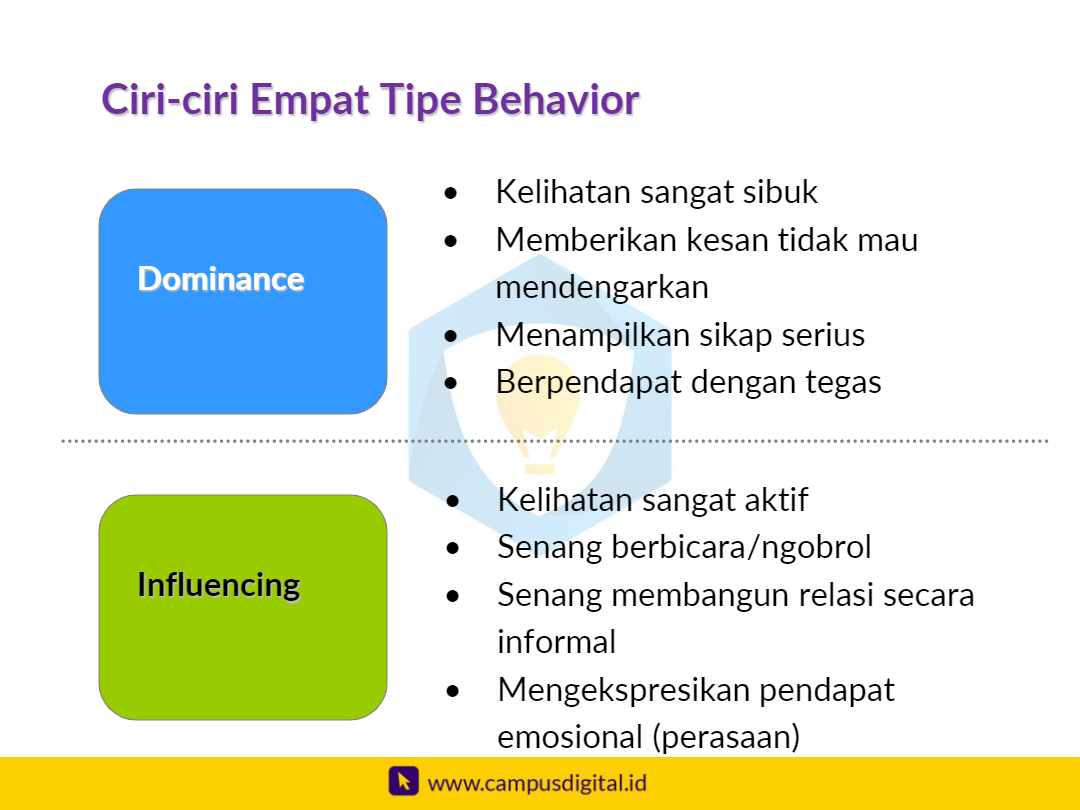 Ciri-ciri Empat Tipe Behavior
Dominance
• Kelihatan sangat sibuk
• Memberikan kesan tidak mau
mendengarkan
• Menampilkan sikap serius
• Berpendapat dengan tegas
Influencing
• Kelihatan sangat aktif
• Senang berbicara/ngobrol
• Senang membangun relasi secara
informal
• Mengekspresikan pendapat
emosional (perasaan)
www.campusdigital.id